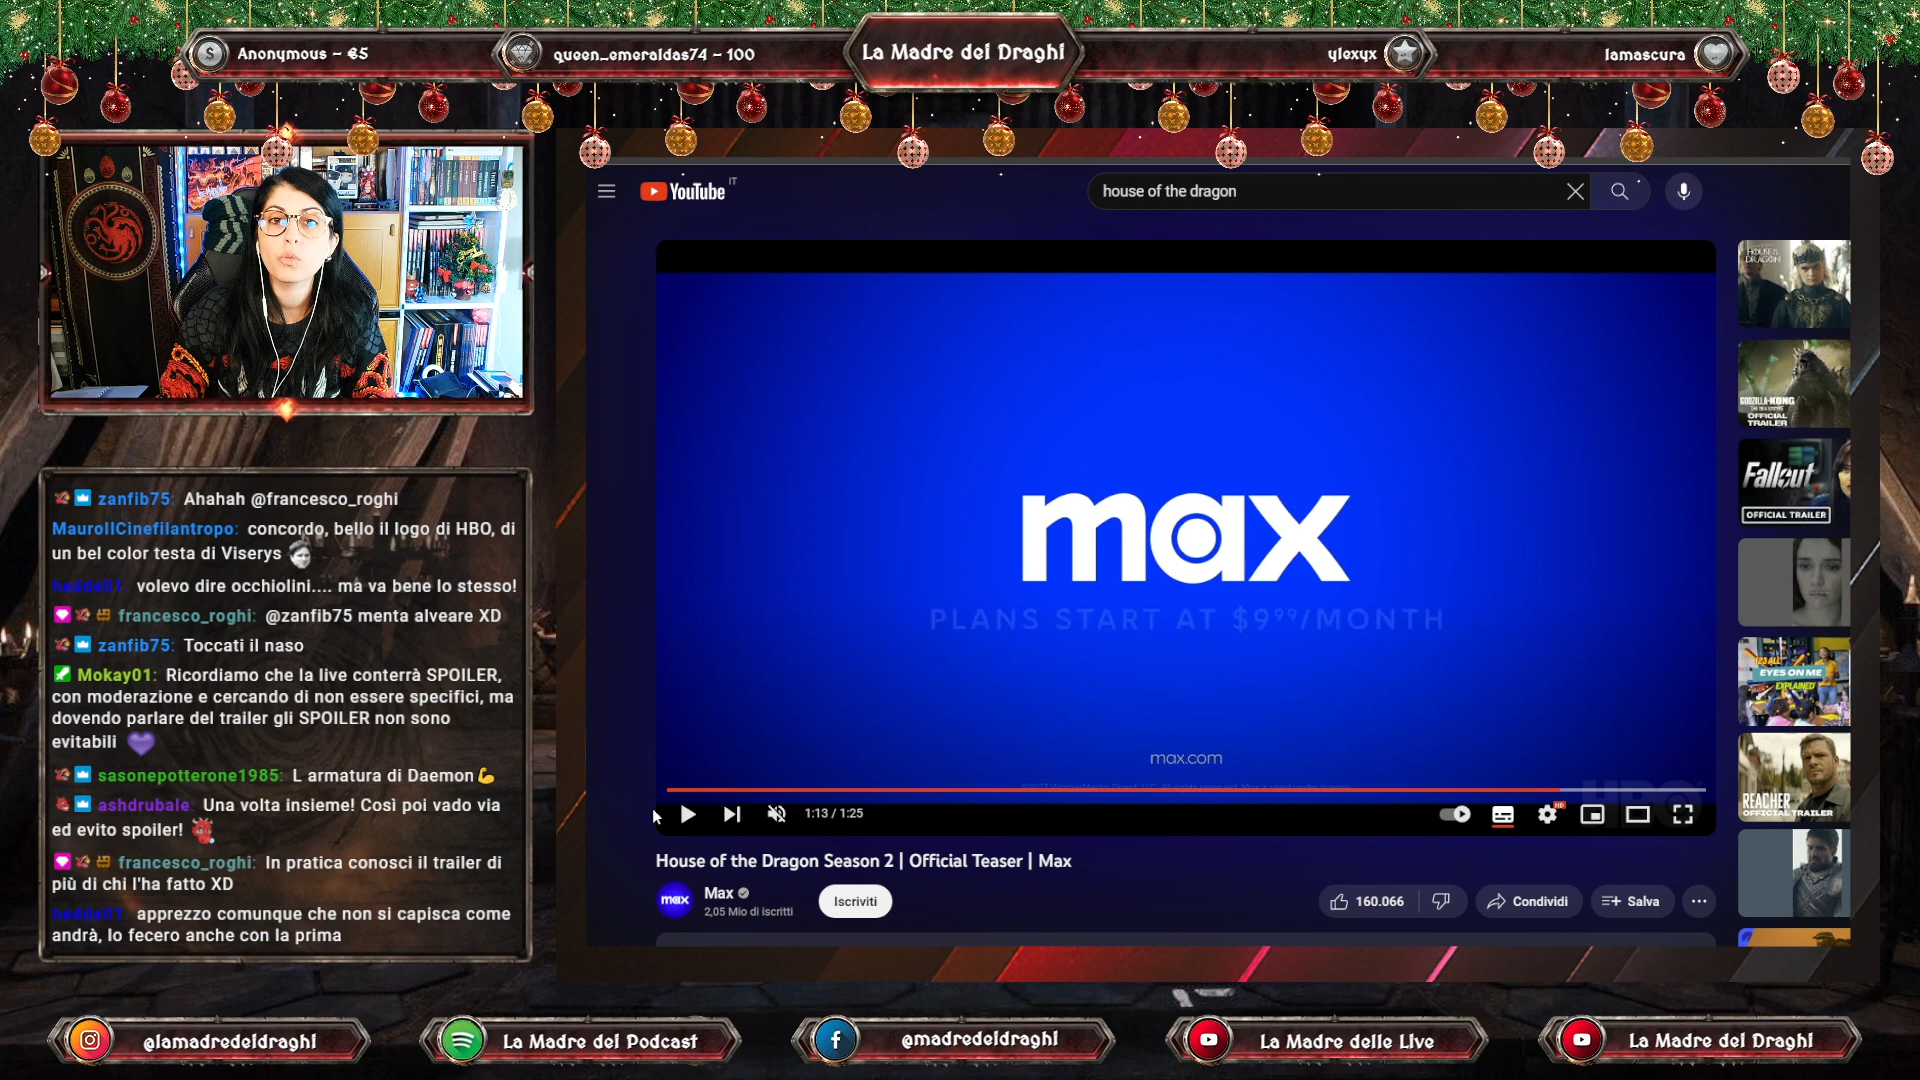 Anonymous - €5
queen_emeraldas74 - 100
La Madre dei Draghi
ylexyx
lamascura
YouTube IT
house of the dragon
zanfib75: Ahahah @francesco_roghi
MauroIlCinefilantropo: concordo, bello il logo di HBO, di
un bel color testa di Viserys
volevo dire occhiolini.... ma va bene lo stesso!
francesco_roghi: @zanfib75 menta alveare XD
zanfib75: Toccati il naso
Mokay01: Ricordiamo che la live conterrà SPOILER,
con moderazione e cercando di non essere specifici, ma
dovendo parlare del trailer gli SPOILER non sono
evitabili
sasonepotterone1985: L armatura di Daemon
ashdrubale: Una volta insieme! Così poi vado via
ed evito spoiler!
francesco_roghi: In pratica conosci il trailer di
più di chi l'ha fatto XD
apprezzo comunque che non si capisca come
andrà, lo fecero anche con la prima
max
PLANS START AT $9⁹⁹/MONTH
max.com
HBO
1:13 / 1:25
HD
House of the Dragon Season 2 | Official Teaser | Max
max
Max
2,05 Mio di iscritti
Iscriviti
160.066
Condividi
Salva
DRAGON
GODZILLA KONG
OFFICIAL
TRAILER
Fallout
OFFICIAL TRAILER
123 ALL
EYES ON ME
EXPLAINED
REACHER
OFFICIAL TRAILER
@lamadredeidraghi
La Madre dei Podcast
@madredeidraghi
La Madre delle Live
La Madre dei Draghi